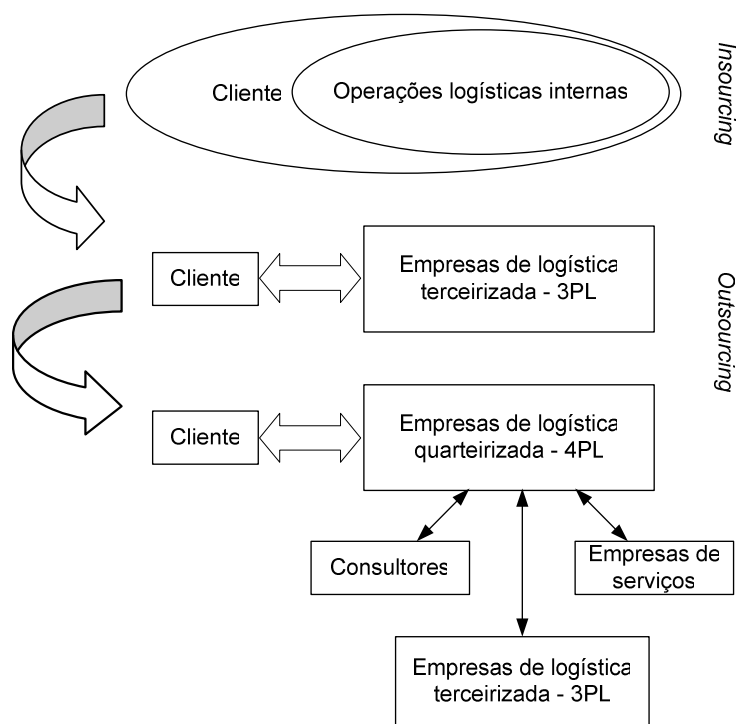 Cliente
Operações logísticas internas
Insourcing
Cliente
Empresas de logística
terceirizada - 3PL
Outsourcing
Cliente
Empresas de logística
quarteirizada - 4PL
Consultores
Empresas de
serviços
Empresas de logística
terceirizada - 3PL